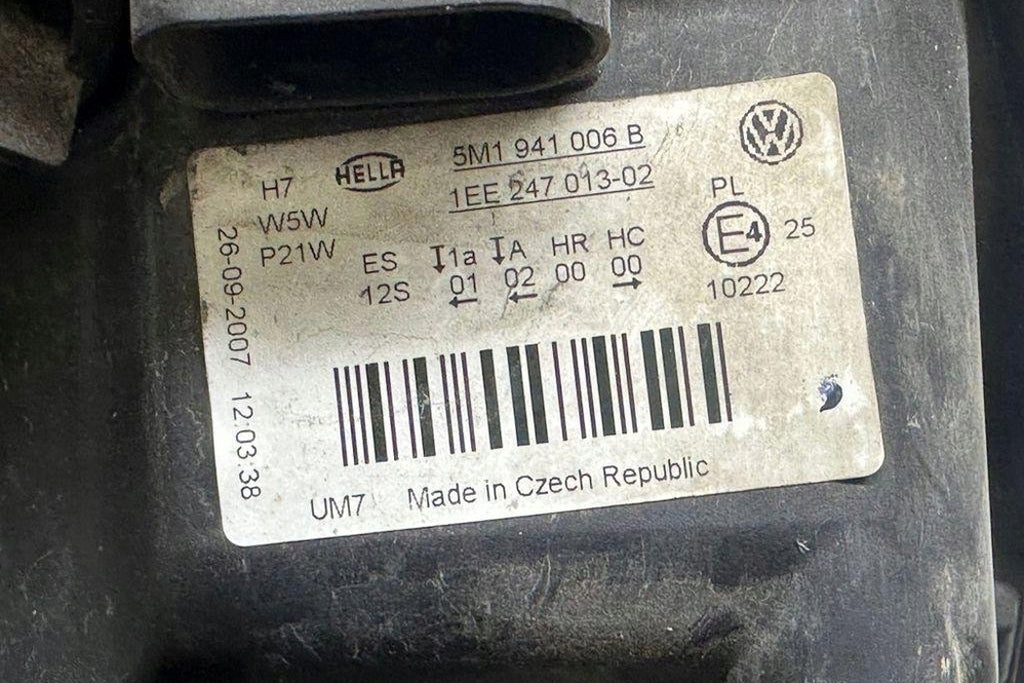 HELLA
5M1 941 006 B
1EE 247 013-02
H7
W5W
P21W
ES
12S
1a
01
A
02
HR
00
HC
00
PL
E4
25
10222
26-09-2007 12:03:38
UM7 Made in Czech Republic